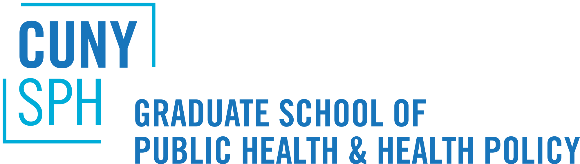 CUNY
SPH
GRADUATE SCHOOL OF
PUBLIC HEALTH & HEALTH POLICY